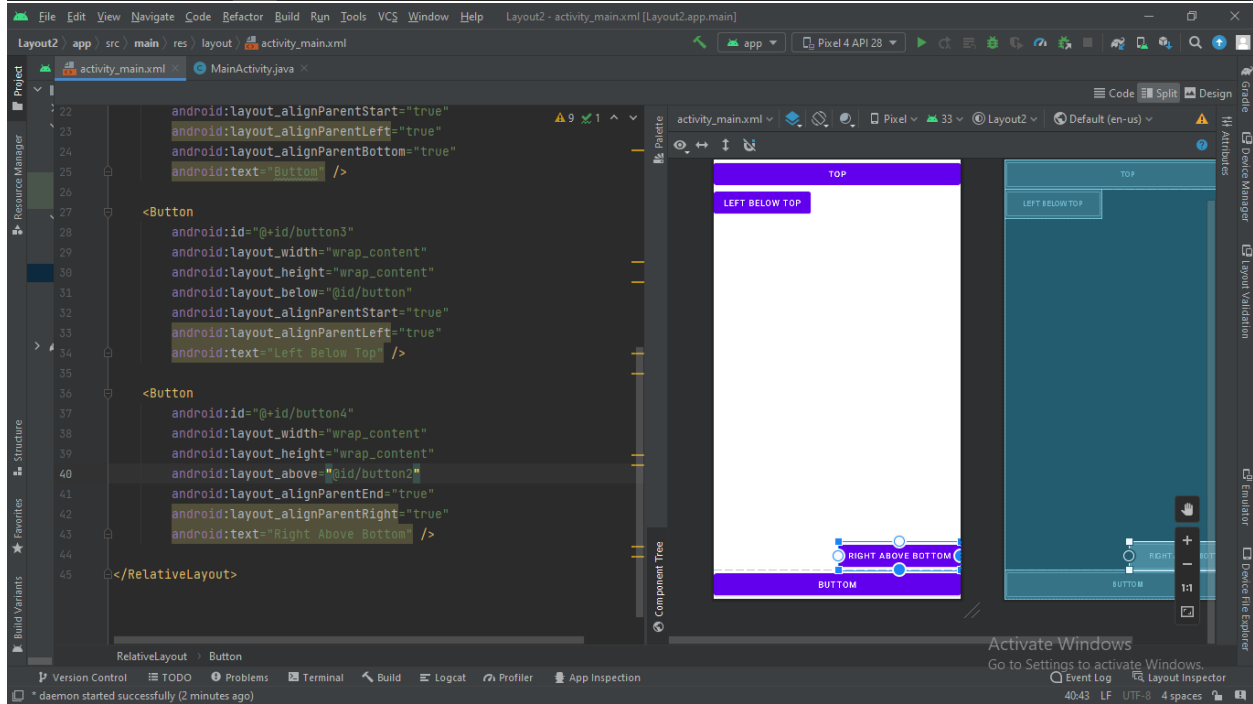 File Edit View Navigate Code Refactor Build Run Tools VCS Window Help Layout2 - activity_main.xml [Layout2.app.main]
Layout2 app src main res layout activity_main.xml app Pixel 4 API 28
activity_main.xml MainActivity.java
Code Split Design
22 android:layout_alignParentStart="true"
23 android:layout_alignParentLeft="true"
24 android:layout_alignParentBottom="true"
25 android:text="Buttom" />
26
27 <Button
28 android:id="@+id/button3"
29 android:layout_width="wrap_content"
30 android:layout_height="wrap_content"
31 android:layout_below="@id/button"
32 android:layout_alignParentStart="true"
33 android:layout_alignParentLeft="true"
34 android:text="Left Below Top" />
35
36 <Button
37 android:id="@+id/button4"
38 android:layout_width="wrap_content"
39 android:layout_height="wrap_content"
40 android:layout_above="@id/button2"
41 android:layout_alignParentEnd="true"
42 android:layout_alignParentRight="true"
43 android:text="Right Above Bottom" />
44
45 </RelativeLayout>
9 1
RelativeLayout Button
Project
Resource Manager
Structure
Favorites
Build Variants
Palette
Component Tree
activity_main.xml Pixel 33 Layout2 Default (en-us)
TOP
LEFT BELOW TOP
RIGHT ABOVE BOTTOM
BUTTOM
TOP
LEFT BELOW TOP
RIGHT
BUTTOM
1:1
Gradle
Attributes
Device Manager
Layout Validation
Emulator
Device File Explorer
Activate Windows
Go to Settings to activate Windows.
Version Control TODO Problems Terminal Build Logcat Profiler App Inspection Event Log Layout Inspector
* daemon started successfully (2 minutes ago) 40:43 LF UTF-8 4 spaces